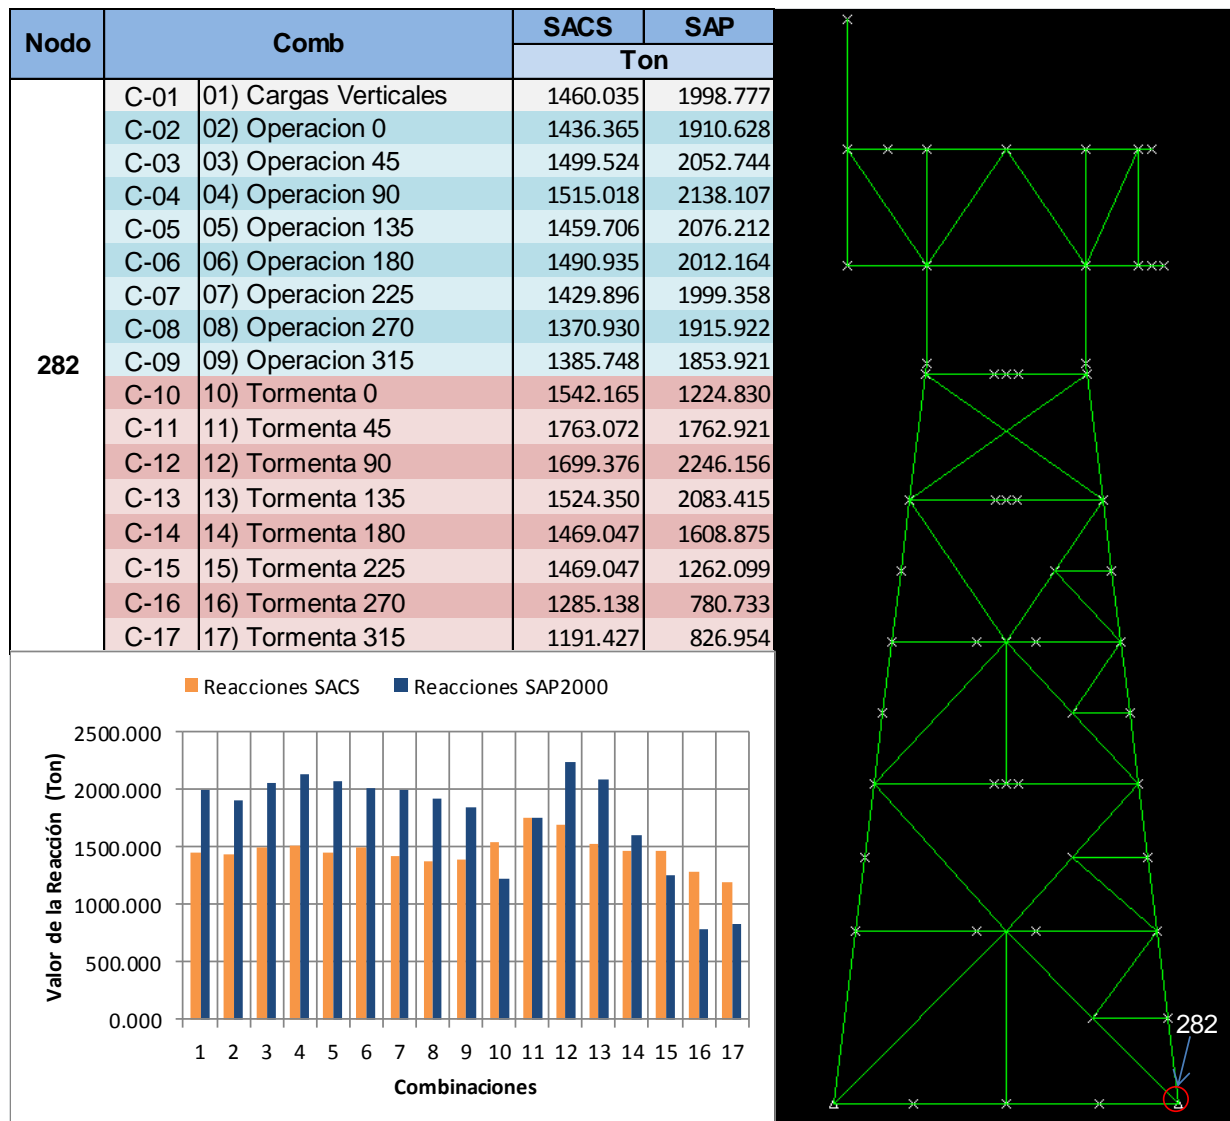 Nodo Comb SACS SAP
Ton
282
C-01 01) Cargas Verticales 1460.035 1998.777
C-02 02) Operacion 0 1436.365 1910.628
C-03 03) Operacion 45 1499.524 2052.744
C-04 04) Operacion 90 1515.018 2138.107
C-05 05) Operacion 135 1459.706 2076.212
C-06 06) Operacion 180 1490.935 2012.164
C-07 07) Operacion 225 1429.896 1999.358
C-08 08) Operacion 270 1370.930 1915.922
C-09 09) Operacion 315 1385.748 1853.921
C-10 10) Tormenta 0 1542.165 1224.830
C-11 11) Tormenta 45 1763.072 1762.921
C-12 12) Tormenta 90 1699.376 2246.156
C-13 13) Tormenta 135 1524.350 2083.415
C-14 14) Tormenta 180 1469.047 1608.875
C-15 15) Tormenta 225 1469.047 1262.099
C-16 16) Tormenta 270 1285.138 780.733
C-17 17) Tormenta 315 1191.427 826.954
Reacciones SACS Reacciones SAP2000
Valor de la Reacción (Ton)
2500.000
2000.000
1500.000
1000.000
500.000
0.000
1 2 3 4 5 6 7 8 9 10 11 12 13 14 15 16 17
Combinaciones
282